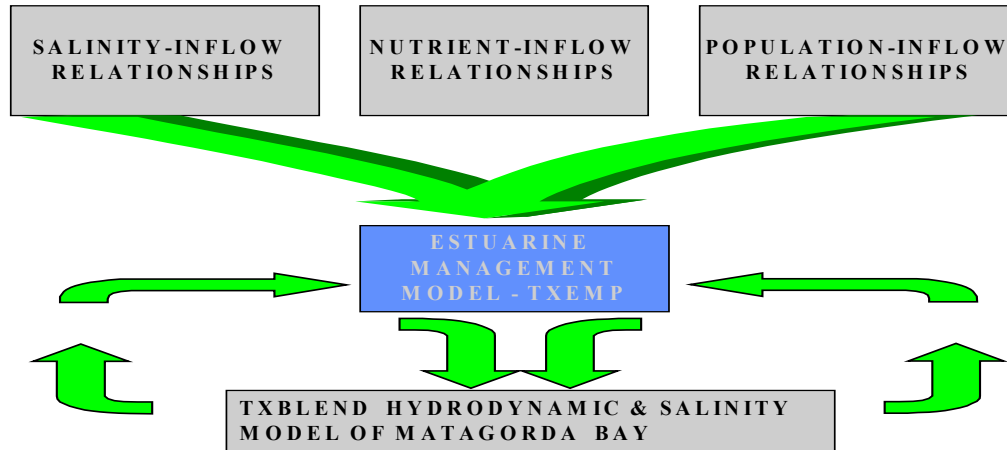 SALINITY-INFLOW
RELATIONSHIPS
NUTRIENT-INFLOW
RELATIONSHIPS
POPULATION-INFLOW
RELATIONSHIPS
ESTUARINE
MANAGEMENT
MODEL - TXEMP
TXBLEND HYDRODYNAMIC & SALINITY
MODEL OF MATAGORDA BAY